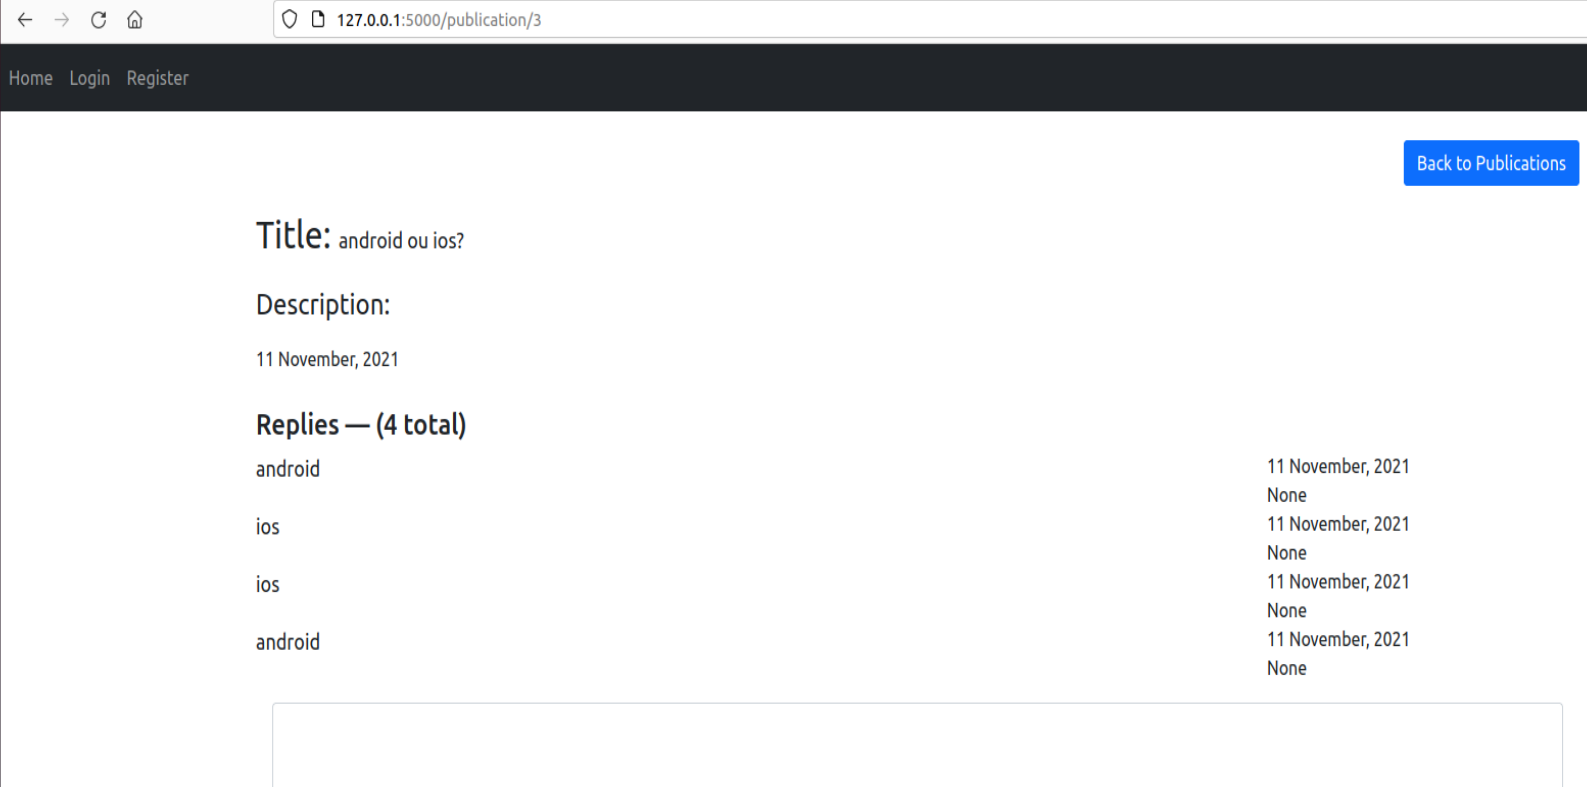 127.0.0.1:5000/publication/3
Home Login Register
Back to Publications
Title: android ou ios?
Description:
11 November, 2021
Replies — (4 total)
android 11 November, 2021
None
ios 11 November, 2021
None
ios 11 November, 2021
None
android 11 November, 2021
None